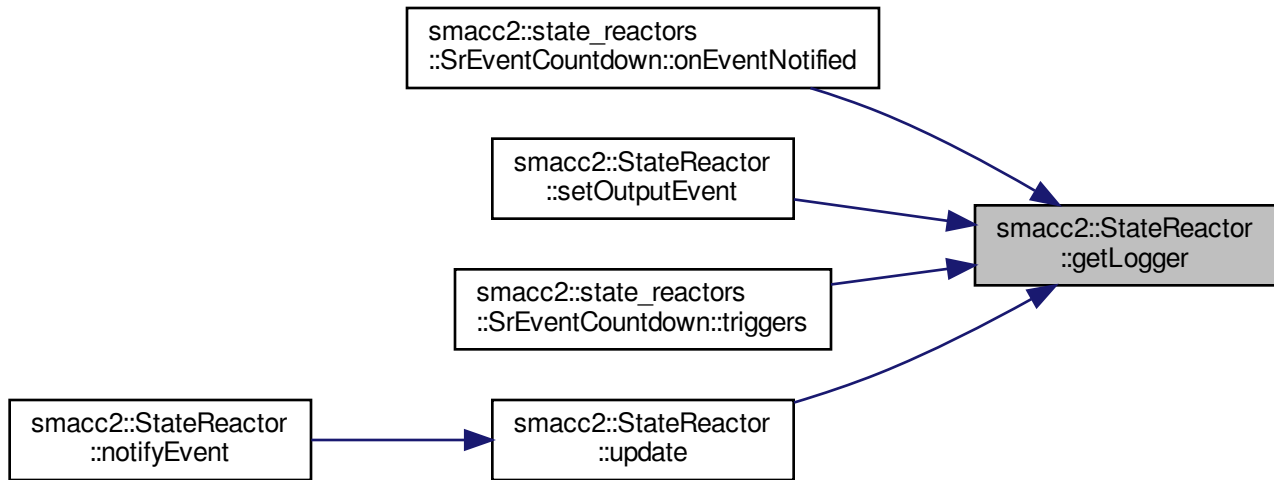 smacc2::state_reactors
::SrEventCountdown::onEventNotified
smacc2::StateReactor
::setOutputEvent
smacc2::StateReactor
::getLogger
smacc2::state_reactors
::SrEventCountdown::triggers
smacc2::StateReactor
::notifyEvent
smacc2::StateReactor
::update